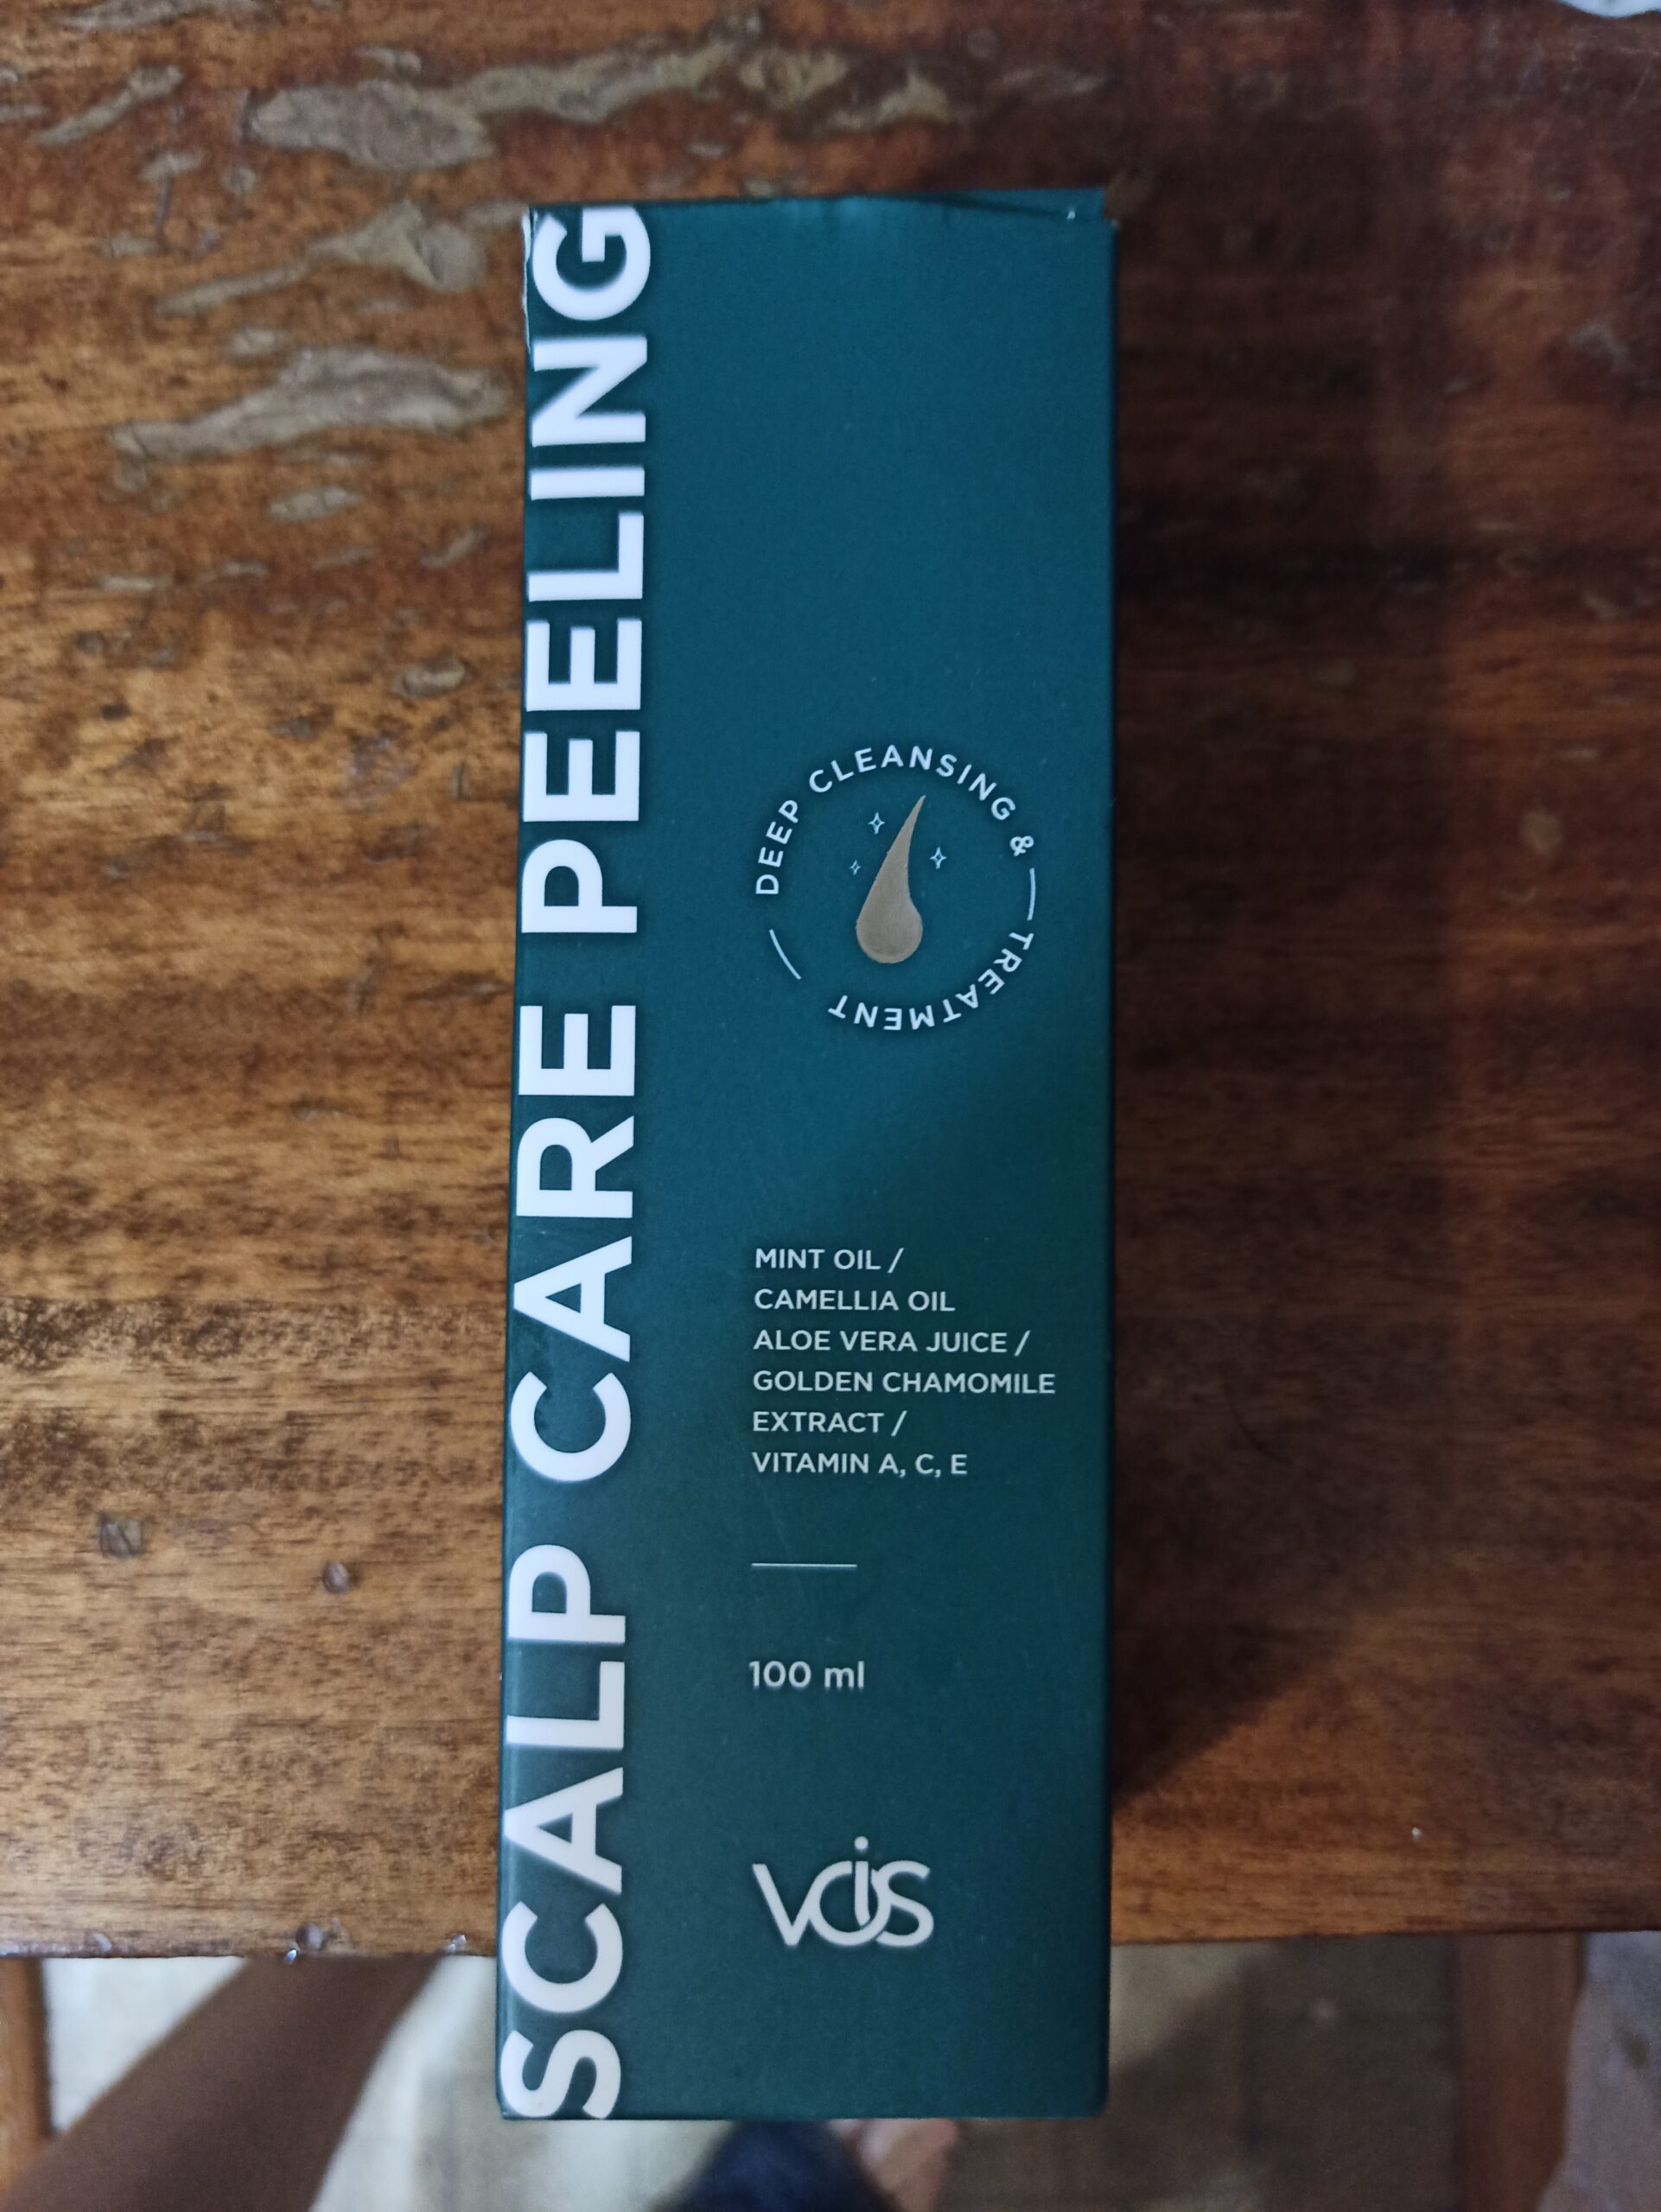 SCALP CARE PEELING
DEEP CLEANSING &
TREATMENT
MINT OIL /
CAMELLIA OIL
ALOE VERA JUICE /
GOLDEN CHAMOMILE
EXTRACT /
VITAMIN A, C, E
100 ml
VOiS